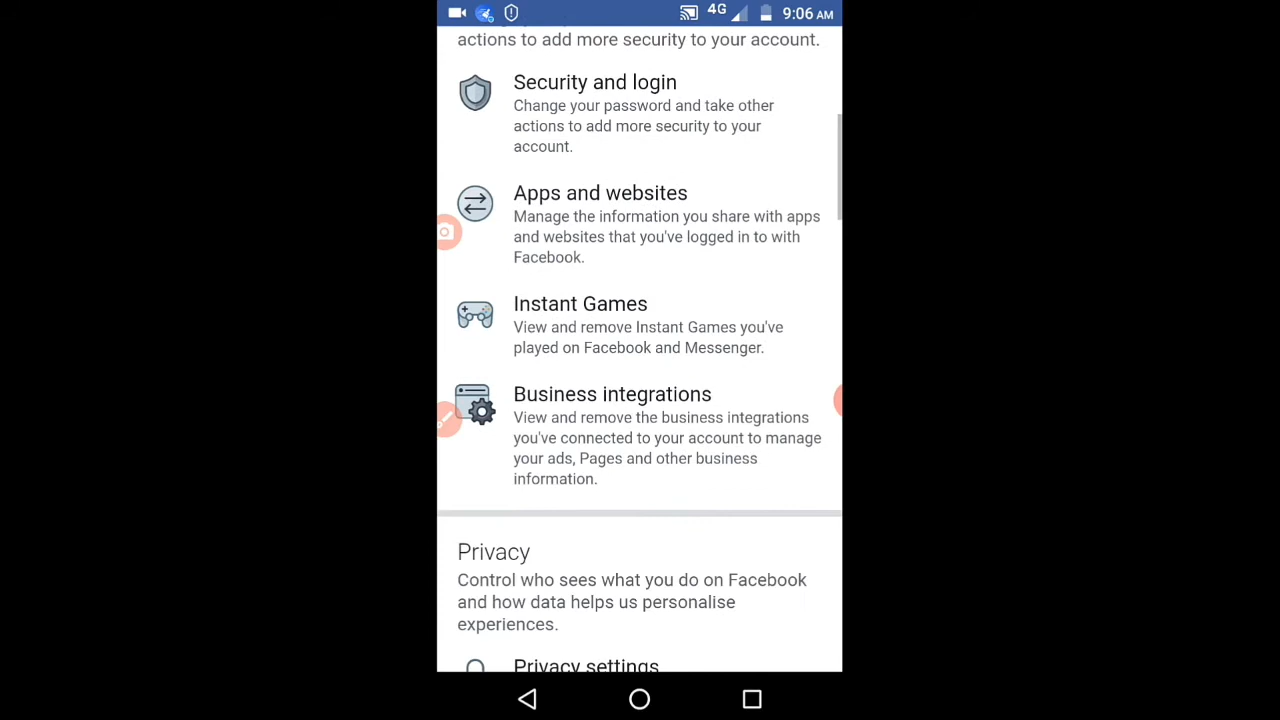 4G
9:06 AM
actions to add more security to your account.
Security and login
Change your password and take other
actions to add more security to your
account.
Apps and websites
Manage the information you share with apps
and websites that you've logged in to with
Facebook.
Instant Games
View and remove Instant Games you've
played on Facebook and Messenger.
Business integrations
View and remove the business integrations
you've connected to your account to manage
your ads, Pages and other business
information.
Privacy
Control who sees what you do on Facebook
and how data helps us personalise
experiences.
Privacy settings